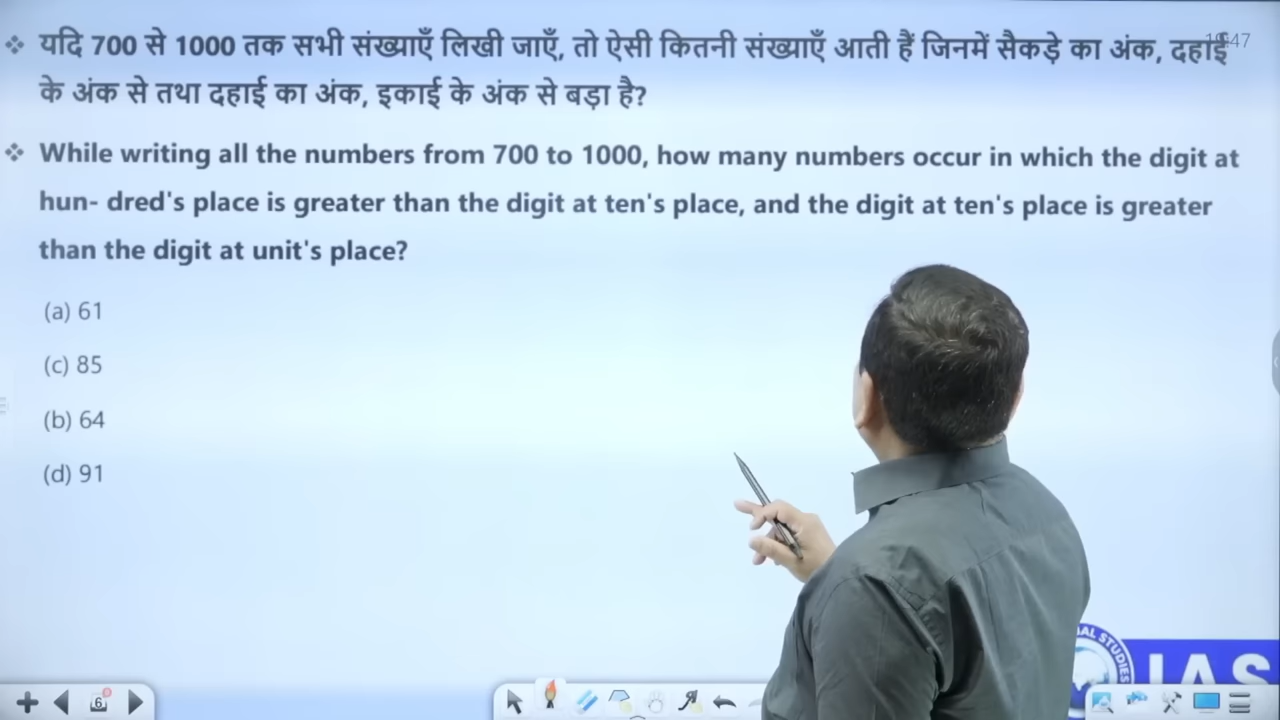 ❖ यदि 700 से 1000 तक सभी संख्याएँ लिखी जाएँ, तो ऐसी कितनी संख्याएँ आती हैं जिनमें सैकड़े का अंक, दहाई
के अंक से तथा दहाई का अंक, इकाई के अंक से बड़ा है?
❖ While writing all the numbers from 700 to 1000, how many numbers occur in which the digit at
hun- dred's place is greater than the digit at ten's place, and the digit at ten's place is greater
than the digit at unit's place?
(a) 61
(c) 85
(b) 64
(d) 91
6
IAS